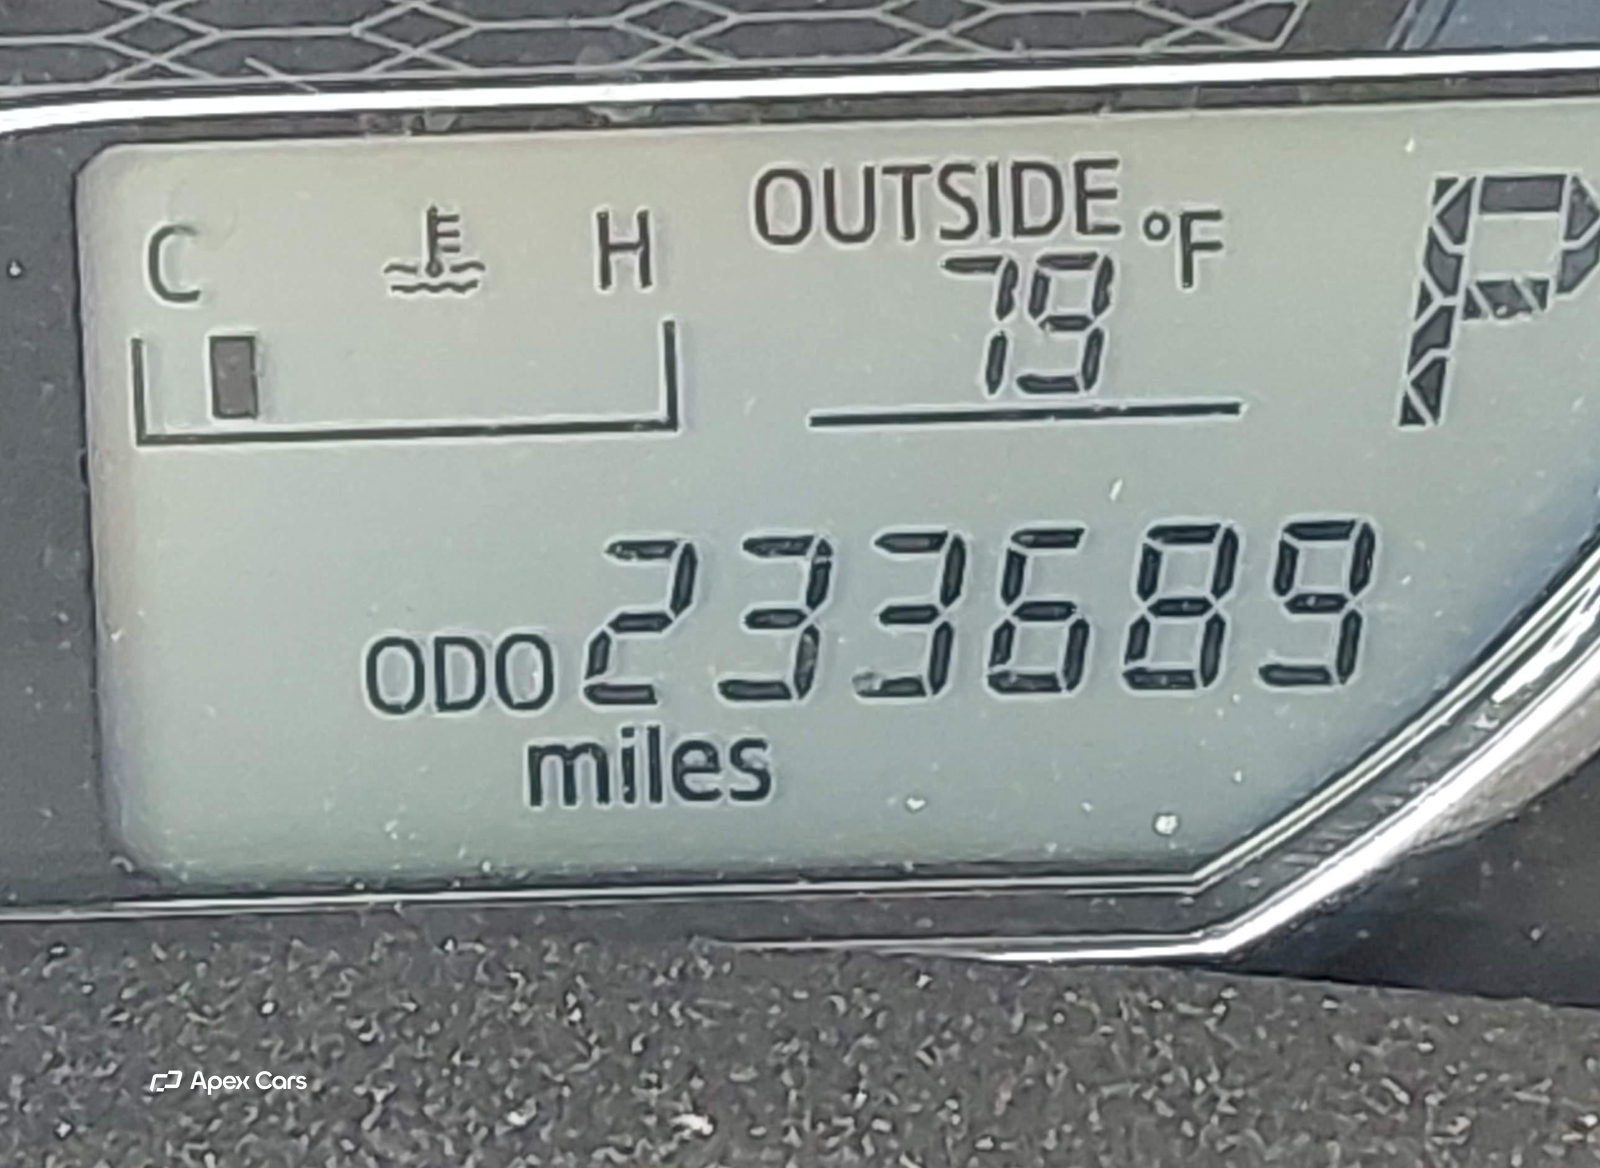 C H OUTSIDE °F P
79
ODO 233689
miles
Apex Cars